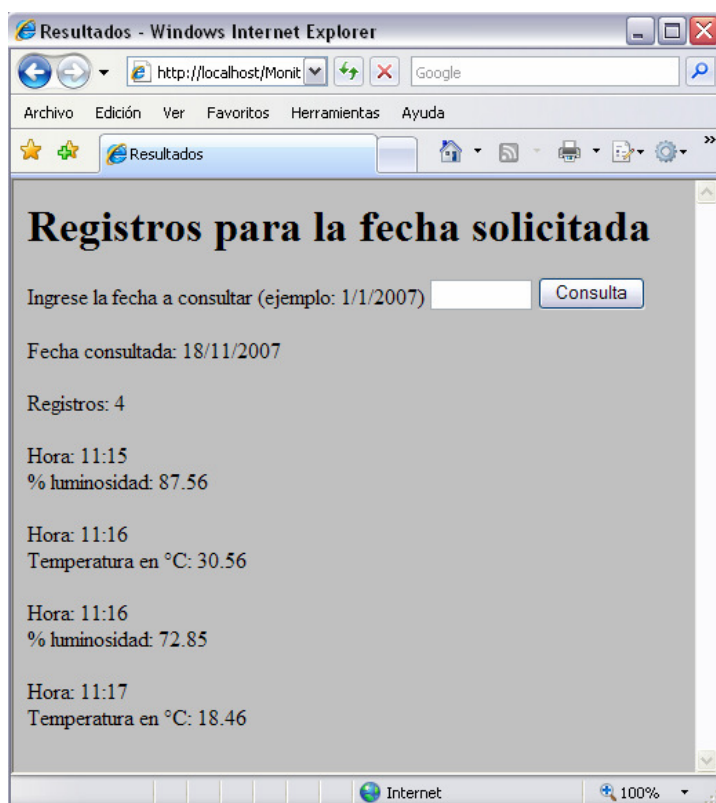 Resultados - Windows Internet Explorer
http://localhost/Monit
Google
Archivo Edición Ver Favoritos Herramientas Ayuda
Resultados
»
Registros para la fecha solicitada
Ingrese la fecha a consultar (ejemplo: 1/1/2007) Consulta
Fecha consultada: 18/11/2007
Registros: 4
Hora: 11:15
% luminosidad: 87.56
Hora: 11:16
Temperatura en °C: 30.56
Hora: 11:16
% luminosidad: 72.85
Hora: 11:17
Temperatura en °C: 18.46
Internet 100%